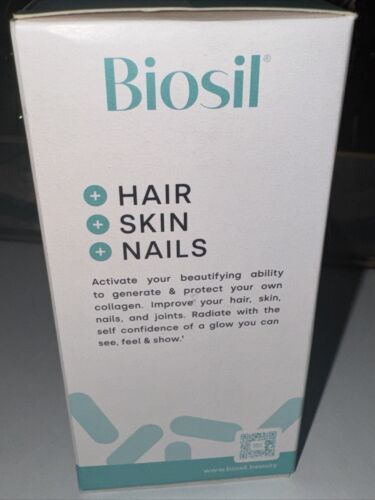 Biosil®
+ HAIR
+ SKIN
+ NAILS
Activate your beautifying ability
to generate & protect your own
collagen. Improve your hair, skin,
nails, and joints. Radiate with the
self confidence of a glow you can
see, feel & show.¹
www.biosil.beauty